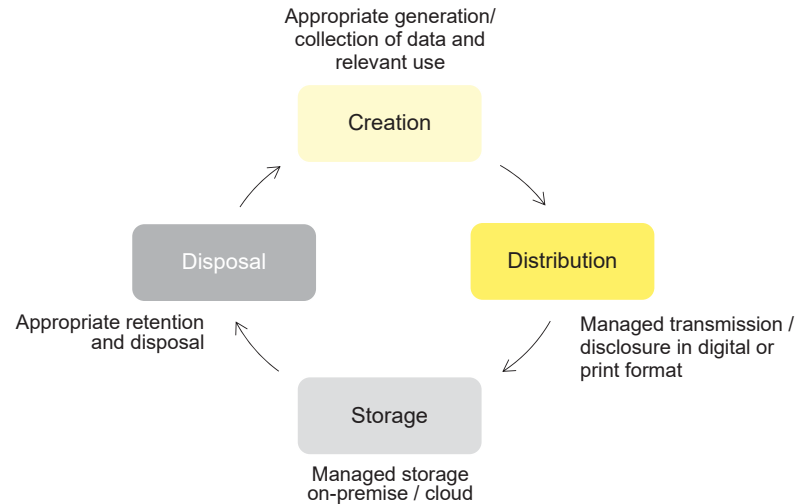 Appropriate generation/
collection of data and
relevant use
Creation
Distribution
Managed transmission /
disclosure in digital or
print format
Storage
Managed storage
on-premise / cloud
Disposal
Appropriate retention
and disposal